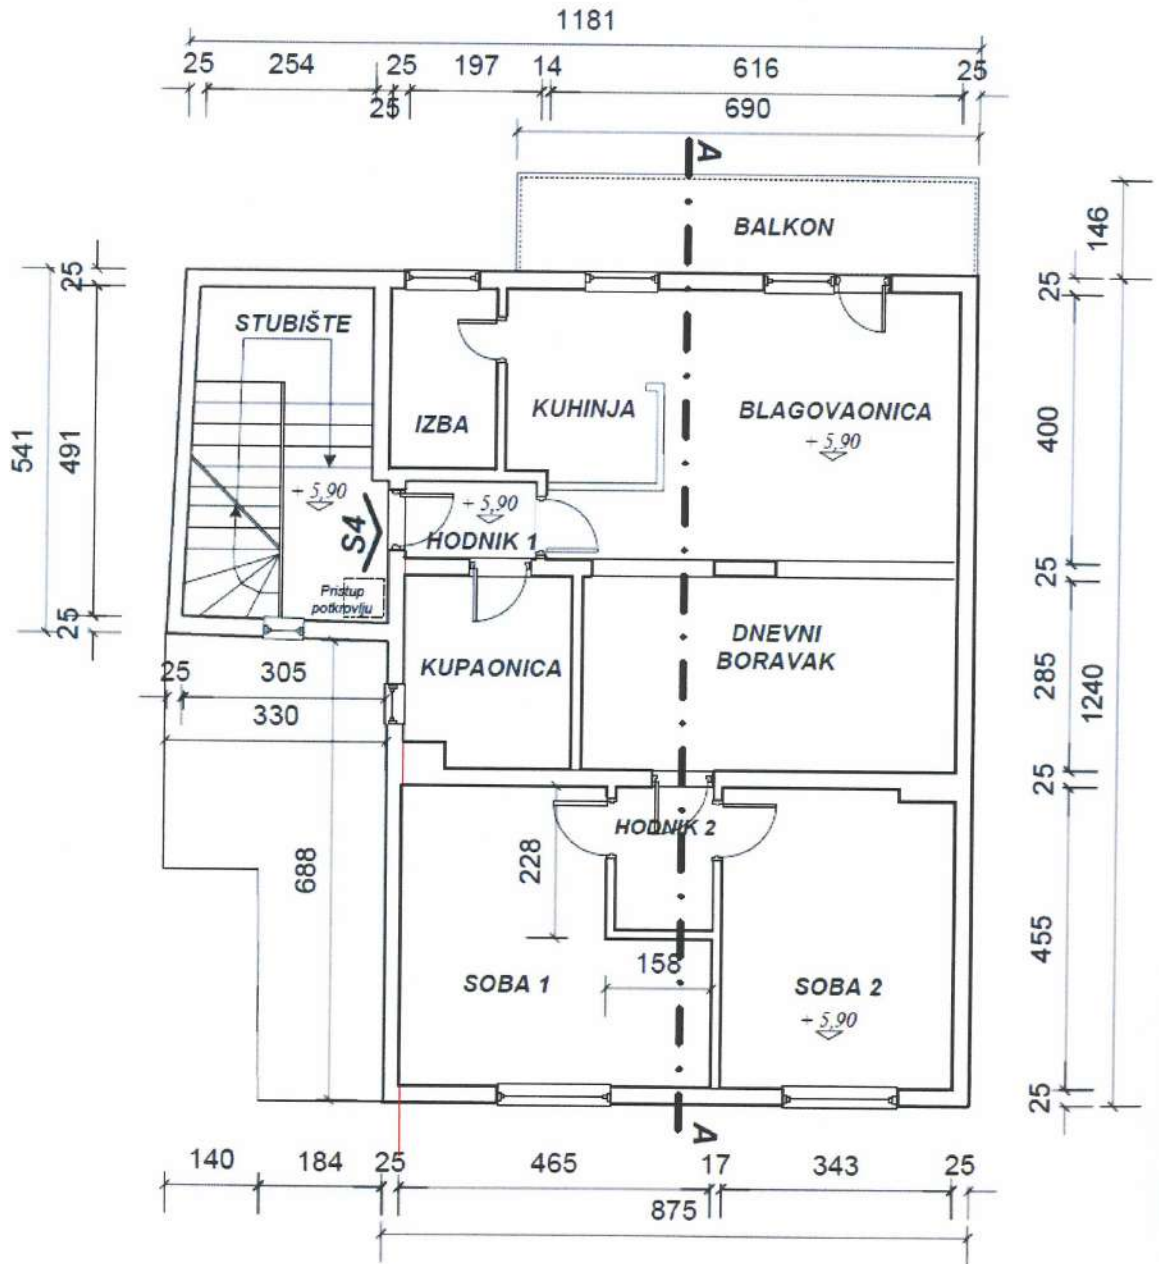 1181
25 254 25 197 14 616 25
25 690
A
BALKON
146
25
541
491
25
STUBIŠTE
IZBA
KUHINJA
BLAGOVAONICA
+ 5,90
400
25
+ 5,90
S4
+ 5,90
HODNIK 1
Pristup
potkrovlju
25
25 305
330
KUPAONICA
DNEVNI
BORAVAK
285
1240
25
688
228
HODNIK 2
158
SOBA 1
SOBA 2
+ 5,90
455
25
A
140 184 25 465 17 343 25
875